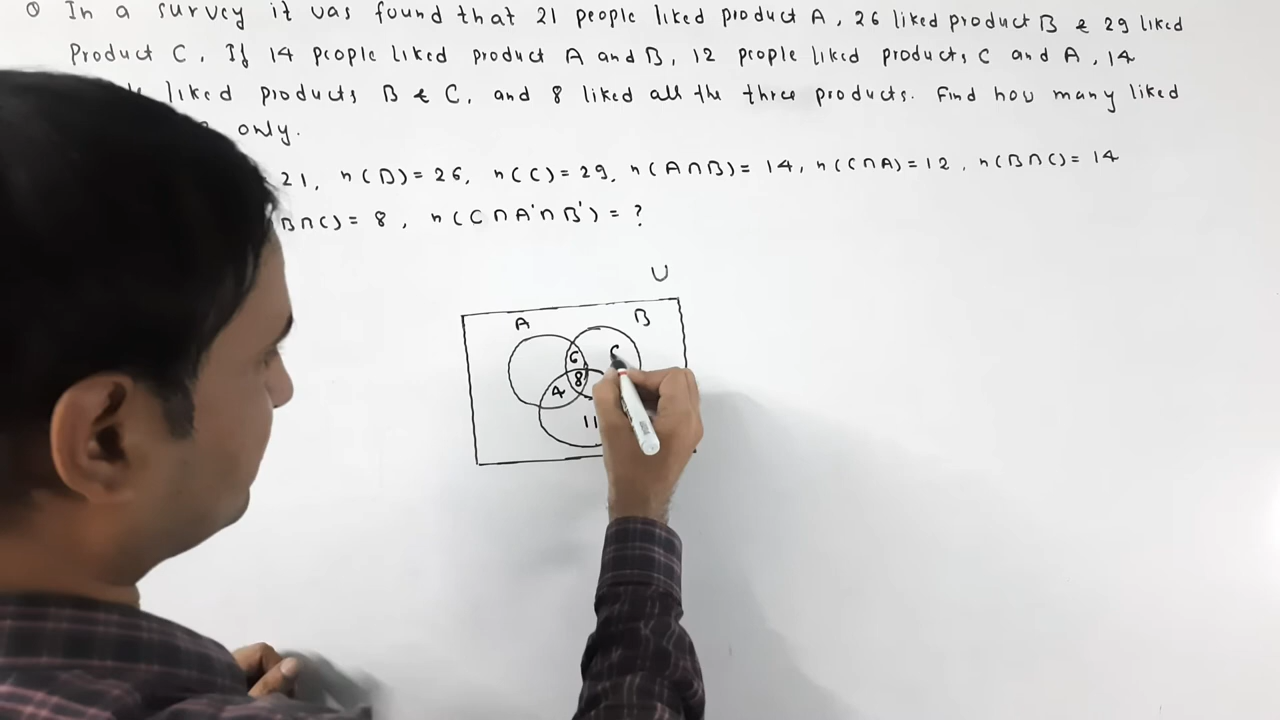 Q In a survey it was found that 21 people liked product A, 26 liked product B & 29 liked
Product C. If 14 people liked product A and B, 12 people liked products C and A, 14
liked products B & C, and 8 liked all the three products. Find how many liked
only.
21, n(B)= 26, n(C)= 29, n(A∩B)= 14, n(C∩A)= 12, n(B∩C)= 14
B∩C)= 8, n(C∩A'∩B')= ?
U
A B
6
8
4
11